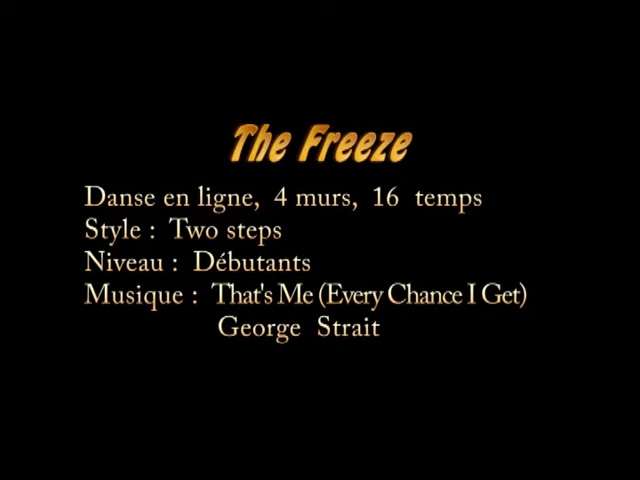 The Freeze
Danse en ligne, 4 murs, 16 temps
Style : Two steps
Niveau : Débutants
Musique : That's Me (Every Chance I Get)
George Strait